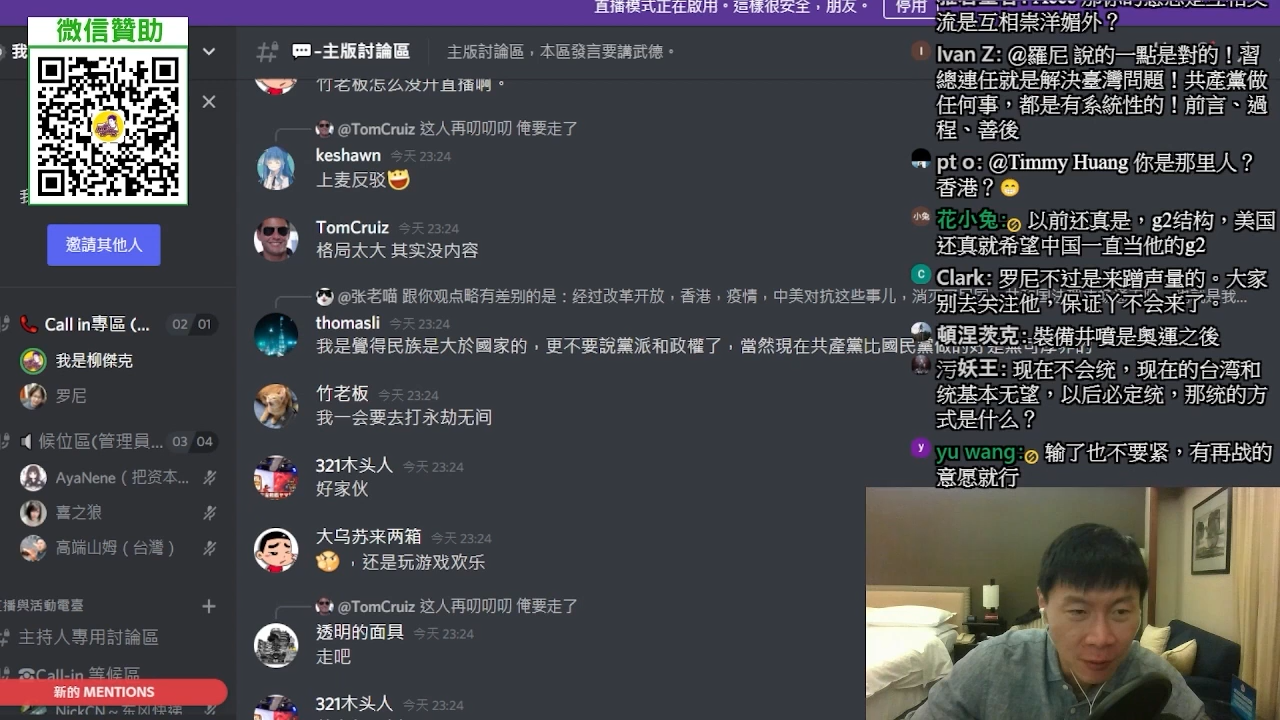 直播模式正在啟用。這樣很安全，朋友。
停用
微信贊助
💬-主版討論區
主版討論區，本區發言要講武德。
邀請其他人
Call in專區 (...
02 01
我是柳傑克
罗尼
候位區(管理員...
03 04
AyaNene（把资本...
喜之狼
高端山姆（台灣）
播與活動電臺
主持人專用討論區
Call-in 等候區
新的 MENTIONS
竹老板怎么没开直播啊。
@TomCruiz 这人再叨叨叨 俺要走了
keshawn 今天 23:24
上麦反驳
TomCruiz 今天 23:24
格局太大 其实没内容
@张老喵 跟你观点略有差别的是：经过改革开放，香港，疫情，中美对抗这些事儿，
thomasli 今天 23:24
我是覺得民族是大於國家的，更不要說黨派和政權了，當然現在共產黨比國民黨
竹老板 今天 23:24
我一会要去打永劫无间
321木头人 今天 23:24
好家伙
大乌苏来两箱 今天 23:24
，还是玩游戏欢乐
@TomCruiz 这人再叨叨叨 俺要走了
透明的面具 今天 23:24
走吧
321木头人 今天 23:24
流是互相崇洋媚外？
Ivan Z: @羅尼 說的一點是對的！習
總連任就是解決臺灣問題！共產黨做
任何事，都是有系統性的！前言、過
程、善後
pt o: @Timmy Huang 你是那里人？
香港？😁
花小兔: 以前还真是，g2结构，美国
还真就希望中国一直当他的g2
Clark: 罗尼不过是来蹭声量的。大家
别去关注他，保证丫不会来了。
頓涅茨克: 裝備井噴是奧運之後
污妖王: 现在不会统，现在的台湾和
统基本无望，以后必定统，那统的方
式是什么？
yu wang: 输了也不要紧，有再战的
意愿就行